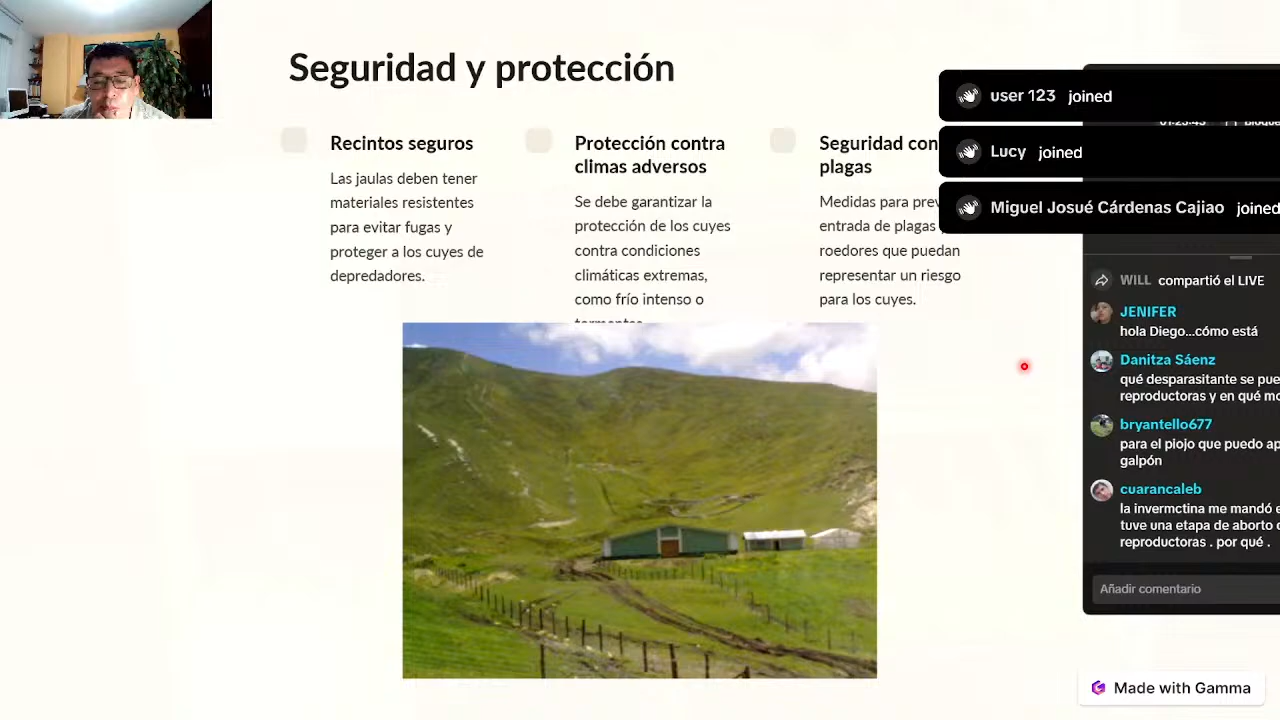 Seguridad y protección
Recintos seguros
Las jaulas deben tener
materiales resistentes
para evitar fugas y
proteger a los cuyes de
depredadores.
Protección contra
climas adversos
Se debe garantizar la
protección de los cuyes
contra condiciones
climáticas extremas,
como frío intenso o
Seguridad con
plagas
Medidas para prev
entrada de plagas
roedores que puedan
representar un riesgo
para los cuyes.
user 123 joined
Lucy joined
Miguel Josué Cárdenas Cajiao joined
WILL compartió el LIVE
JENIFER
hola Diego...cómo está
Danitza Sáenz
qué desparasitante se pue
reproductoras y en qué mo
bryantello677
para el piojo que puedo ap
galpón
cuarancaleb
la invermctina me mandó e
tuve una etapa de aborto
reproductoras . por qué .
Añadir comentario
Made with Gamma